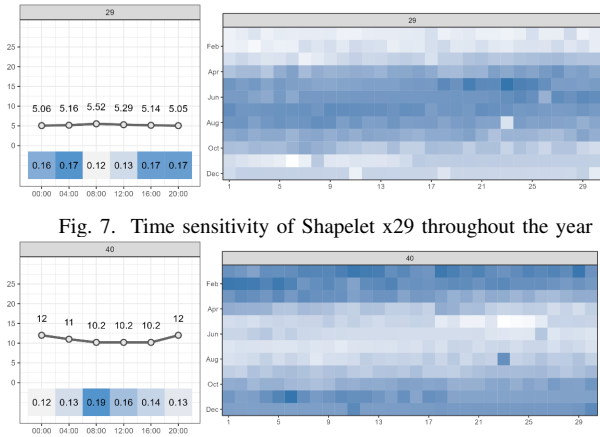 29
29
25
20
15
10
5
0
5.06 5.16 5.52 5.29 5.14 5.05
0.16 0.17 0.12 0.13 0.17 0.17
00:00 04:00 08:00 12:00 16:00 20:00
Feb
Apr
Jun
Aug
Oct
Dec
1 5 9 13 17 21 25 29
Fig. 7. Time sensitivity of Shapelet x29 throughout the year
40
40
25
20
15
10
5
0
12 11 10.2 10.2 10.2 12
0.12 0.13 0.19 0.16 0.14 0.13
00:00 04:00 08:00 12:00 16:00 20:00
Feb
Apr
Jun
Aug
Oct
Dec
1 5 9 13 17 21 25 29